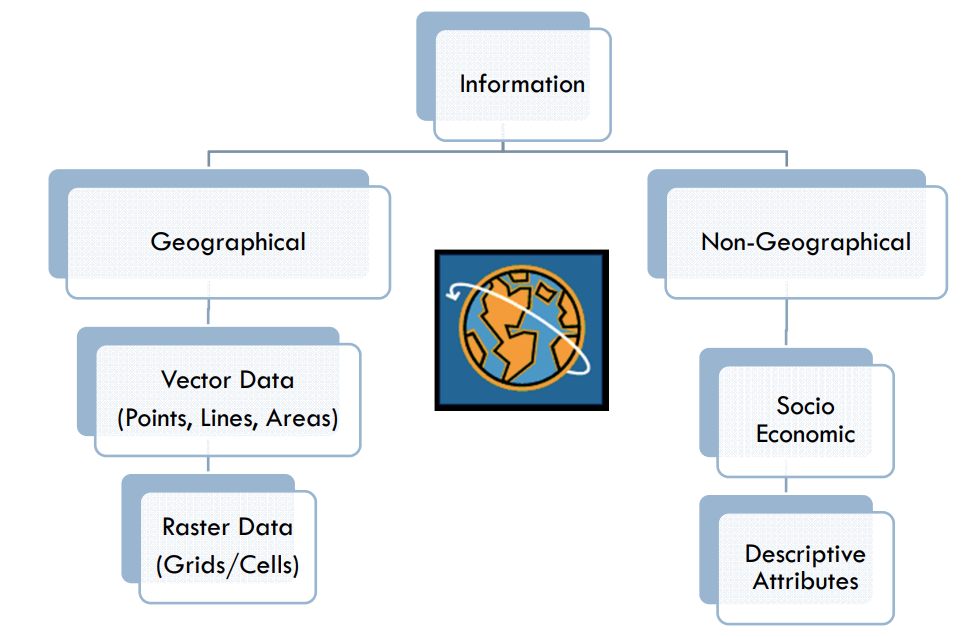 Information
Geographical
Non-Geographical
Vector Data
(Points, Lines, Areas)
Socio
Economic
Raster Data
(Grids/Cells)
Descriptive
Attributes